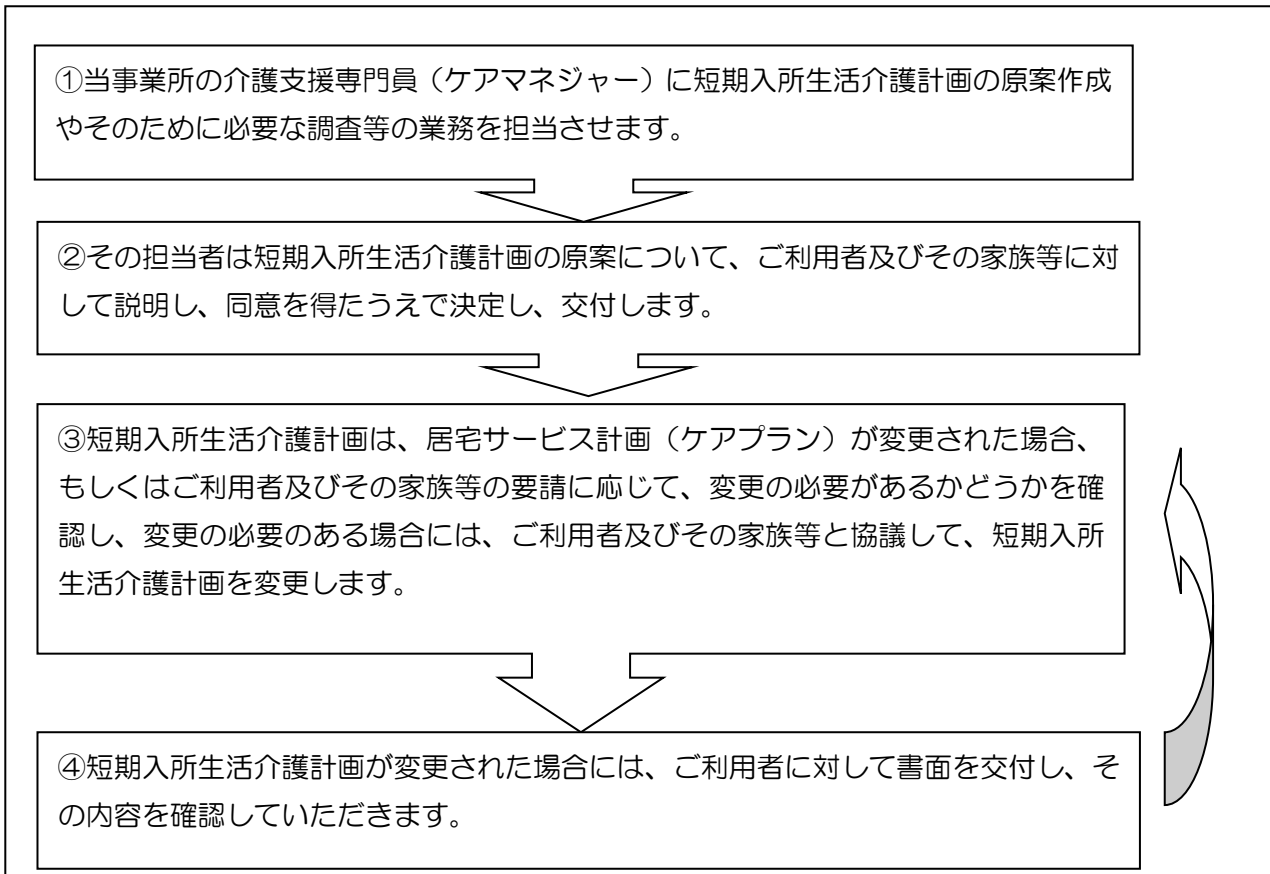 ①当事業所の介護支援専門員（ケアマネジャー）に短期入所生活介護計画の原案作成
やそのために必要な調査等の業務を担当させます。
②その担当者は短期入所生活介護計画の原案について、ご利用者及びその家族等に対
して説明し、同意を得たうえで決定し、交付します。
③短期入所生活介護計画は、居宅サービス計画（ケアプラン）が変更された場合、
もしくはご利用者及びその家族等の要請に応じて、変更の必要があるかどうかを確
認し、変更の必要のある場合には、ご利用者及びその家族等と協議して、短期入所
生活介護計画を変更します。
④短期入所生活介護計画が変更された場合には、ご利用者に対して書面を交付し、そ
の内容を確認していただきます。